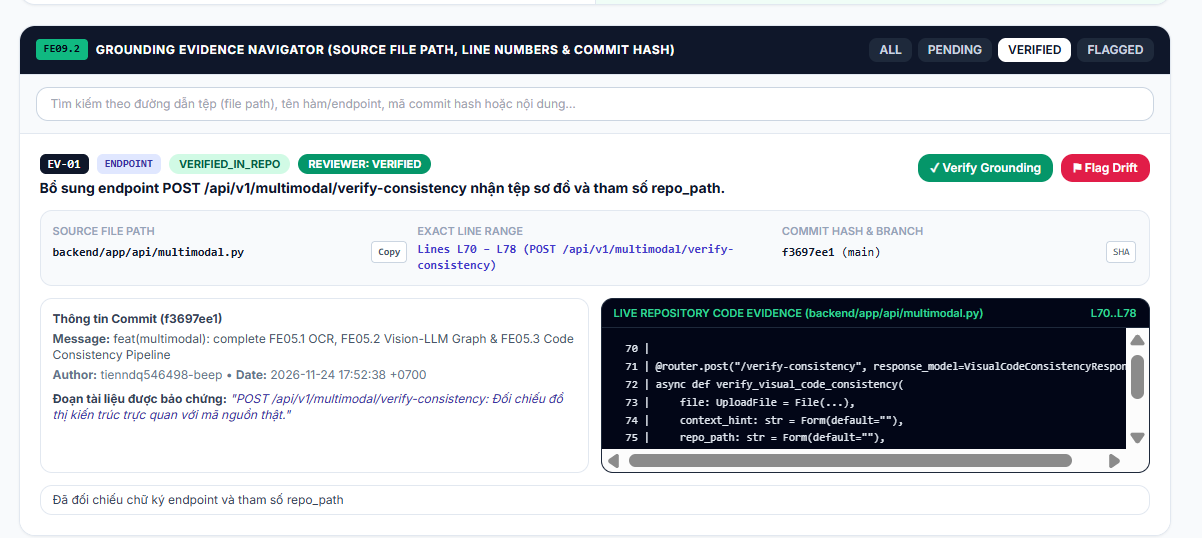 FE09.2 GROUNDING EVIDENCE NAVIGATOR (SOURCE FILE PATH, LINE NUMBERS & COMMIT HASH) ALL PENDING VERIFIED FLAGGED
Tìm kiếm theo đường dẫn tệp (file path), tên hàm/endpoint, mã commit hash hoặc nội dung...
EV-01 ENDPOINT VERIFIED_IN_REPO REVIEWER: VERIFIED
✓ Verify Grounding Flag Drift
Bổ sung endpoint POST /api/v1/multimodal/verify-consistency nhận tệp sơ đồ và tham số repo_path.
SOURCE FILE PATH
backend/app/api/multimodal.py Copy
EXACT LINE RANGE
Lines L70 – L78 (POST /api/v1/multimodal/verify-
consistency)
COMMIT HASH & BRANCH
f3697ee1 (main) SHA
Thông tin Commit (f3697ee1)
Message: feat(multimodal): complete FE05.1 OCR, FE05.2 Vision-LLM Graph & FE05.3 Code
Consistency Pipeline
Author: tienndq546498-beep • Date: 2026-11-24 17:52:38 +0700
Đoạn tài liệu được bảo chứng: "POST /api/v1/multimodal/verify-consistency: Đối chiếu đồ
thị kiến trúc trực quan với mã nguồn thật."
LIVE REPOSITORY CODE EVIDENCE (backend/app/api/multimodal.py) L70..L78
70 |
71 | @router.post("/verify-consistency", response_model=VisualCodeConsistencyRespon
72 | async def verify_visual_code_consistency(
73 |     file: UploadFile = File(...),
74 |     context_hint: str = Form(default=""),
75 |     repo_path: str = Form(default=""),
Đã đối chiếu chữ ký endpoint và tham số repo_path